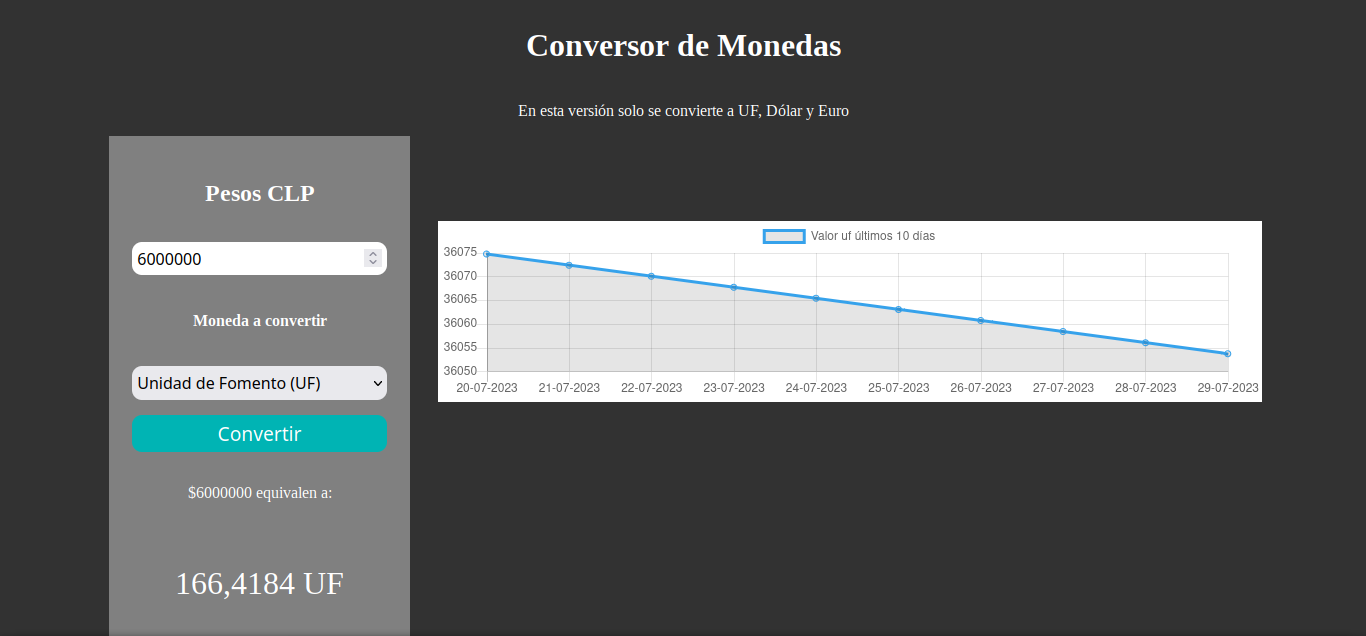 Conversor de Monedas
En esta versión solo se convierte a UF, Dólar y Euro
Pesos CLP
6000000
Moneda a convertir
Unidad de Fomento (UF)
Convertir
$6000000 equivalen a:
166,4184 UF
Valor uf últimos 10 días
36075
36070
36065
36060
36055
36050
20-07-2023 21-07-2023 22-07-2023 23-07-2023 24-07-2023 25-07-2023 26-07-2023 27-07-2023 28-07-2023 29-07-2023